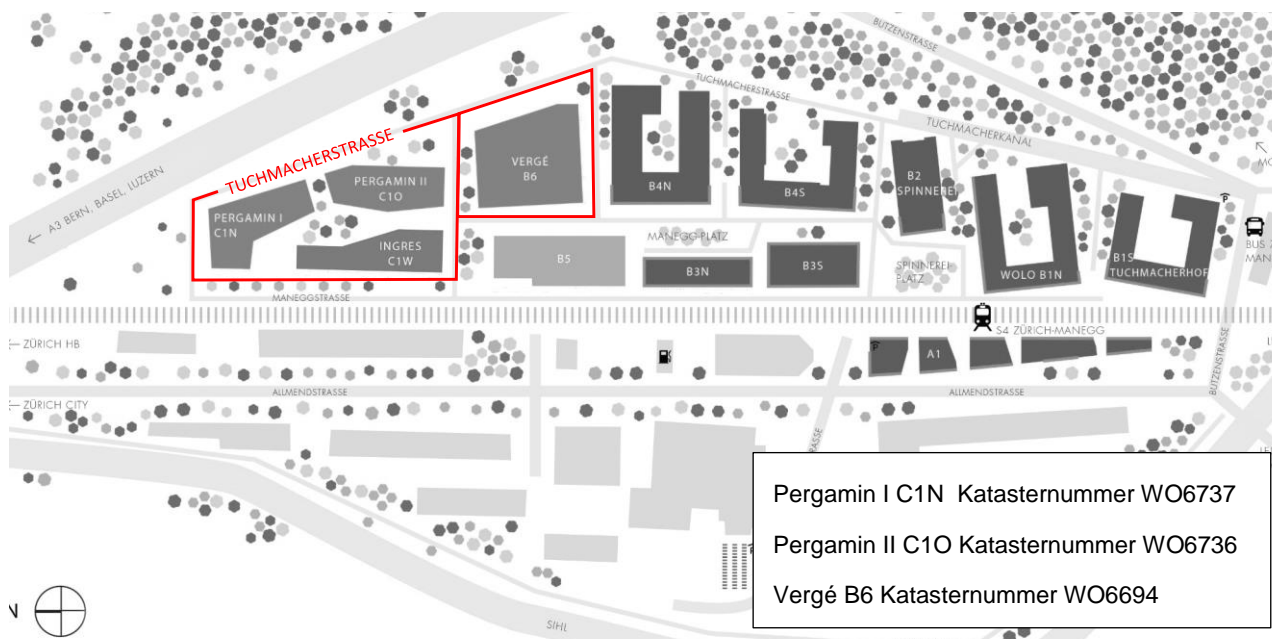 BUTZENSTRASSE
TUCHMACHERSTRASSE
TUCHMACHERKANAL
TUCHMACHERSTRASSE
A3 BERN, BASEL, LUZERN
VERGÉ
B6
PERGAMIN II
C1O
PERGAMIN I
C1N
INGRES
C1W
B4N
B4S
B2
SPINNEREI
MANEGG-PLATZ
B5
B3N
B3S
SPINNEREI
PLATZ
WOLO B1N
B1S
TUCHMACHERHOF
BUS
MANEGGSTRASSE
S4 ZÜRICH-MANEGG
ZÜRICH HB
A1
ALLMENDSTRASSE
ALLMENDSTRASSE
BUTZENSTRASSE
ZÜRICH CITY
Pergamin I C1N Katasternummer WO6737
Pergamin II C1O Katasternummer WO6736
Vergé B6 Katasternummer WO6694
N
SIHL